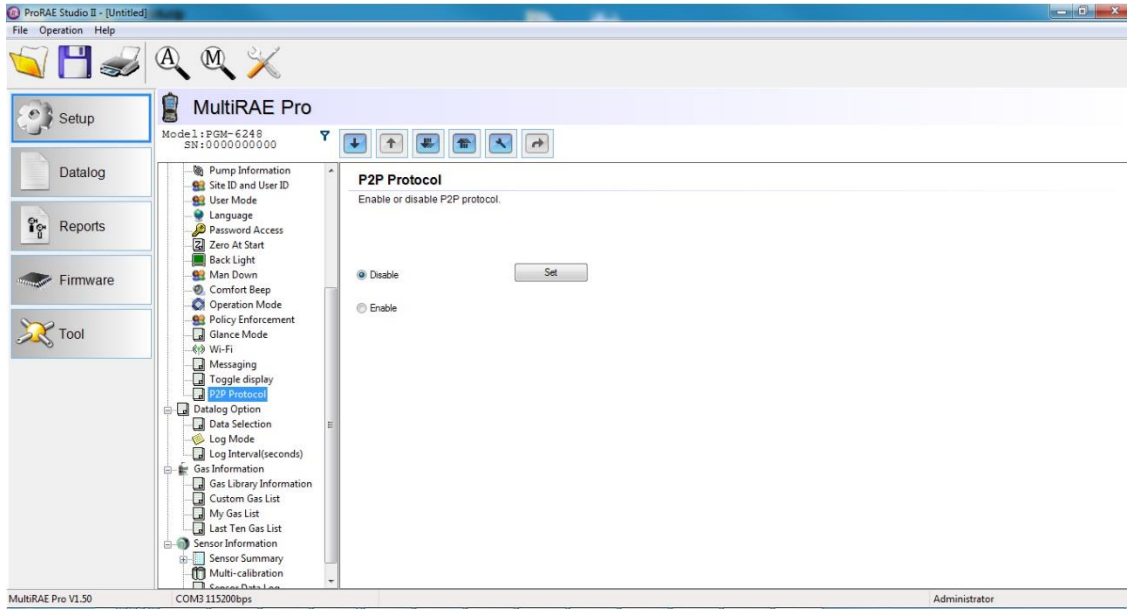 ProRAE Studio II - [Untitled]
File Operation Help
A M
Setup
Datalog
Reports
Firmware
Tool
MultiRAE Pro
Model:PGM-6248
SN:0000000000
Pump Information
Site ID and User ID
User Mode
Language
Password Access
Zero At Start
Back Light
Man Down
Comfort Beep
Operation Mode
Policy Enforcement
Glance Mode
Wi-Fi
Messaging
Toggle display
P2P Protocol
Datalog Option
Data Selection
Log Mode
Log Interval(seconds)
Gas Information
Gas Library Information
Custom Gas List
My Gas List
Last Ten Gas List
Sensor Information
Sensor Summary
Multi-calibration
Sensor Data Log
P2P Protocol
Enable or disable P2P protocol.
Disable
Set
Enable
MultiRAE Pro V1.50
COM3 115200bps
Administrator